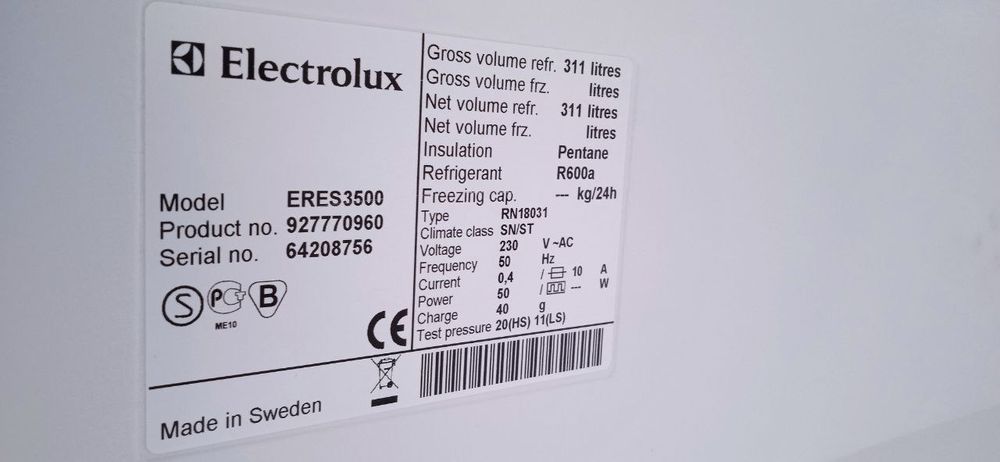 Electrolux
Model ERES3500
Product no. 927770960
Serial no. 64208756
S PG B
ME10
CE
Made in Sweden
Gross volume refr. 311 litres
Gross volume frz. litres
Net volume refr. 311 litres
Net volume frz. litres
Insulation Pentane
Refrigerant R600a
Freezing cap. --- kg/24h
Type RN18031
Climate class SN/ST
Voltage 230 V ~AC
Frequency 50 Hz
Current 0,4 / 10 A
Power 50 / --- W
Charge 40 g
Test pressure 20(HS) 11(LS)